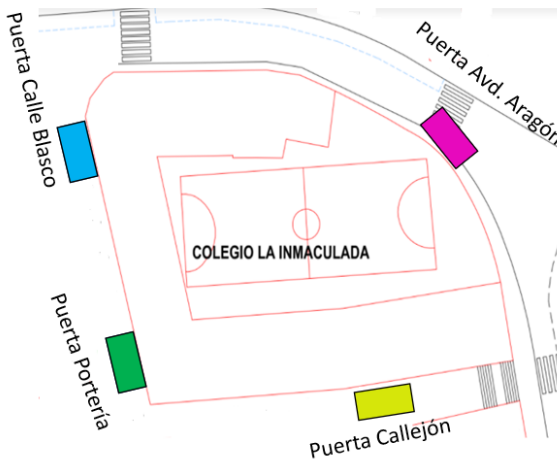 Puerta Calle Blasco
Puerta Avd. Aragón
COLEGIO LA INMACULADA
Puerta Portería
Puerta Callejón